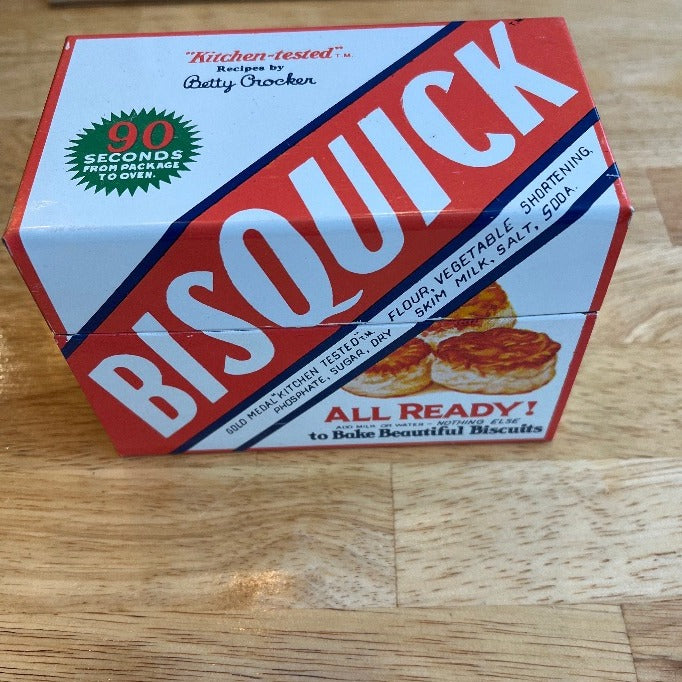 "Kitchen-tested" T.M.
Recipes by
Betty Crocker
90
SECONDS
FROM PACKAGE
TO OVEN.
BISQUICK
GOLD MEDAL "KITCHEN TESTED" T.M. FLOUR, VEGETABLE SHORTENING,
PHOSPHATE, SUGAR, DRY SKIM MILK, SALT, SODA.
ALL READY!
ADD MILK OR WATER - NOTHING ELSE
to Bake Beautiful Biscuits